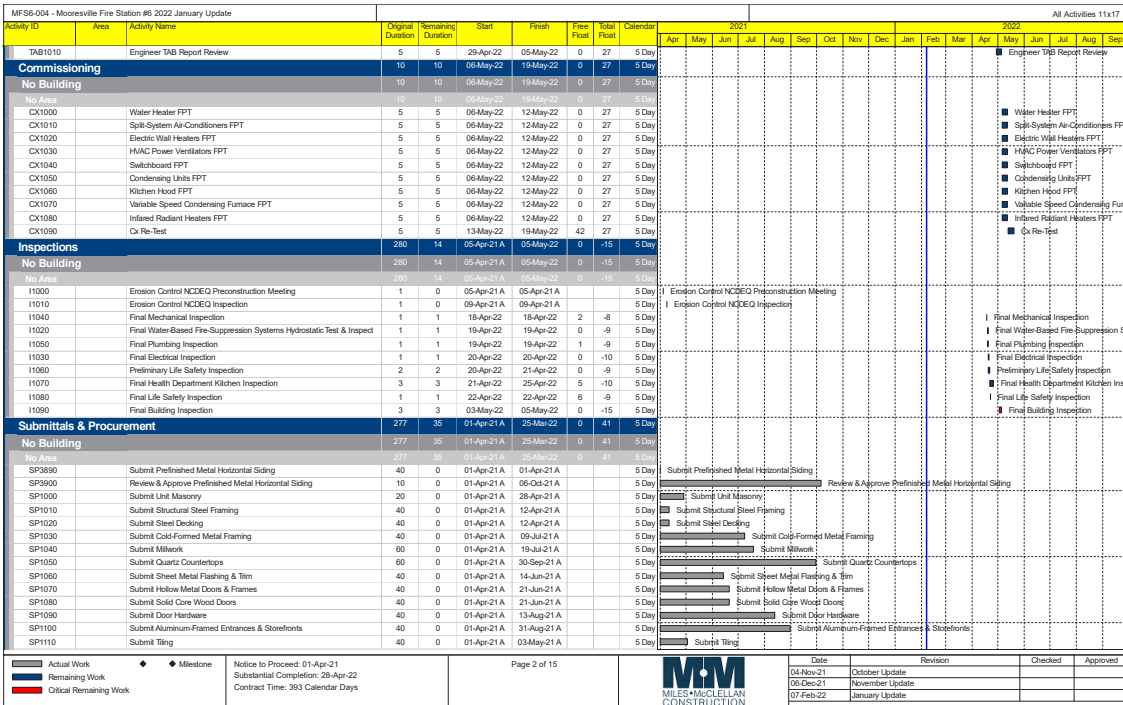 MFS6-004 - Mooresville Fire Station #6 2022 January Update All Activities 11x17
Activity ID Area Activity Name Original Duration Remaining Duration Start Finish Free Float Total Float Calendar 2021 2022
Apr May Jun Jul Aug Sep Oct Nov Dec Jan Feb Mar Apr May Jun Jul Aug Sep
TAB1010 Engineer TAB Report Review 5 5 29-Apr-22 05-May-22 0 27 5 Day Engineer TAB Report Review
Commissioning 10 10 06-May-22 19-May-22 0 27 5 Day
No Building 10 10 06-May-22 19-May-22 0 27 5 Day
No Area 10 10 06-May-22 19-May-22 0 27 5 Day
CX1000 Water Heater FPT 5 5 06-May-22 12-May-22 0 27 5 Day Water Heater FPT
CX1010 Split-System Air-Conditioners FPT 5 5 06-May-22 12-May-22 0 27 5 Day Split-System Air-Conditioners FP
CX1020 Electric Wall Heaters FPT 5 5 06-May-22 12-May-22 0 27 5 Day Electric Wall Heaters FPT
CX1030 HVAC Power Ventilators FPT 5 5 06-May-22 12-May-22 0 27 5 Day HVAC Power Ventilators FPT
CX1040 Switchboard FPT 5 5 06-May-22 12-May-22 0 27 5 Day Switchboard FPT
CX1050 Condensing Units FPT 5 5 06-May-22 12-May-22 0 27 5 Day Condensing Units FPT
CX1060 Kitchen Hood FPT 5 5 06-May-22 12-May-22 0 27 5 Day Kitchen Hood FPT
CX1070 Variable Speed Condensing Furnace FPT 5 5 06-May-22 12-May-22 0 27 5 Day Variable Speed Condensing Fur
CX1080 Infared Radiant Heaters FPT 5 5 06-May-22 12-May-22 0 27 5 Day Infared Radiant Heaters FPT
CX1090 Cx Re-Test 5 5 13-May-22 19-May-22 42 27 5 Day Cx Re-Test
Inspections 280 14 05-Apr-21 A 05-May-22 0 -15 5 Day
No Building 280 14 05-Apr-21 A 05-May-22 0 -15 5 Day
No Area 280 14 05-Apr-21 A 05-May-22 0 -15 5 Day
I1000 Erosion Control NCDEQ Preconstruction Meeting 1 0 05-Apr-21 A 05-Apr-21 A 5 Day Erosion Control NCDEQ Preconstruction Meeting
I1010 Erosion Control NCDEQ Inspection 1 0 09-Apr-21 A 09-Apr-21 A 5 Day Erosion Control NCDEQ Inspection
I1040 Final Mechanical Inspection 1 1 18-Apr-22 18-Apr-22 2 -8 5 Day Final Mechanical Inspection
I1020 Final Water-Based Fire-Suppression Systems Hydrostatic Test & Inspect 1 1 19-Apr-22 19-Apr-22 0 -9 5 Day Final Water-Based Fire-Suppression S
I1050 Final Plumbing Inspection 1 1 19-Apr-22 19-Apr-22 1 -9 5 Day Final Plumbing Inspection
I1030 Final Electrical Inspection 1 1 20-Apr-22 20-Apr-22 0 -10 5 Day Final Electrical Inspection
I1060 Preliminary Life Safety Inspection 2 2 20-Apr-22 21-Apr-22 0 -9 5 Day Preliminary Life Safety Inspection
I1070 Final Health Department Kitchen Inspection 3 3 21-Apr-22 25-Apr-22 5 -10 5 Day Final Health Department Kitchen Ins
I1080 Final Life Safety Inspection 1 1 22-Apr-22 22-Apr-22 6 -9 5 Day Final Life Safety Inspection
I1090 Final Building Inspection 3 3 03-May-22 05-May-22 0 -15 5 Day Final Building Inspection
Submittals & Procurement 277 35 01-Apr-21 A 25-Mar-22 0 41 5 Day
No Building 277 35 01-Apr-21 A 25-Mar-22 0 41 5 Day
No Area 277 35 01-Apr-21 A 25-Mar-22 0 41 5 Day
SP3890 Submit Prefinished Metal Horizontal Siding 40 0 01-Apr-21 A 01-Apr-21 A 5 Day Submit Prefinished Metal Horizontal Siding
SP3900 Review & Approve Prefinished Metal Horizontal Siding 10 0 01-Apr-21 A 06-Oct-21 A 5 Day Review & Approve Prefinished Metal Horizontal Siding
SP1000 Submit Unit Masonry 20 0 01-Apr-21 A 28-Apr-21 A 5 Day Submit Unit Masonry
SP1010 Submit Structural Steel Framing 40 0 01-Apr-21 A 12-Apr-21 A 5 Day Submit Structural Steel Framing
SP1020 Submit Steel Decking 40 0 01-Apr-21 A 12-Apr-21 A 5 Day Submit Steel Decking
SP1030 Submit Cold-Formed Metal Framing 40 0 01-Apr-21 A 09-Jul-21 A 5 Day Submit Cold-Formed Metal Framing
SP1040 Submit Millwork 60 0 01-Apr-21 A 19-Jul-21 A 5 Day Submit Millwork
SP1050 Submit Quartz Countertops 60 0 01-Apr-21 A 30-Sep-21 A 5 Day Submit Quartz Countertops
SP1060 Submit Sheet Metal Flashing & Trim 40 0 01-Apr-21 A 14-Jun-21 A 5 Day Submit Sheet Metal Flashing & Trim
SP1070 Submit Hollow Metal Doors & Frames 40 0 01-Apr-21 A 21-Jun-21 A 5 Day Submit Hollow Metal Doors & Frames
SP1080 Submit Solid Core Wood Doors 40 0 01-Apr-21 A 21-Jun-21 A 5 Day Submit Solid Core Wood Doors
SP1090 Submit Door Hardware 40 0 01-Apr-21 A 13-Aug-21 A 5 Day Submit Door Hardware
SP1100 Submit Aluminum-Framed Entrances & Storefronts 40 0 01-Apr-21 A 31-Aug-21 A 5 Day Submit Aluminum-Framed Entrances & Storefronts
SP1110 Submit Tiling 40 0 01-Apr-21 A 03-May-21 A 5 Day Submit Tiling
Actual Work Milestone
Remaining Work
Critical Remaining Work
Notice to Proceed: 01-Apr-21
Substantial Completion: 28-Apr-22
Contract Time: 393 Calendar Days
Page 2 of 15
MM
MILES•McCLELLAN
CONSTRUCTION
Date Revision Checked Approved
04-Nov-21 October Update
06-Dec-21 November Update
07-Feb-22 January Update